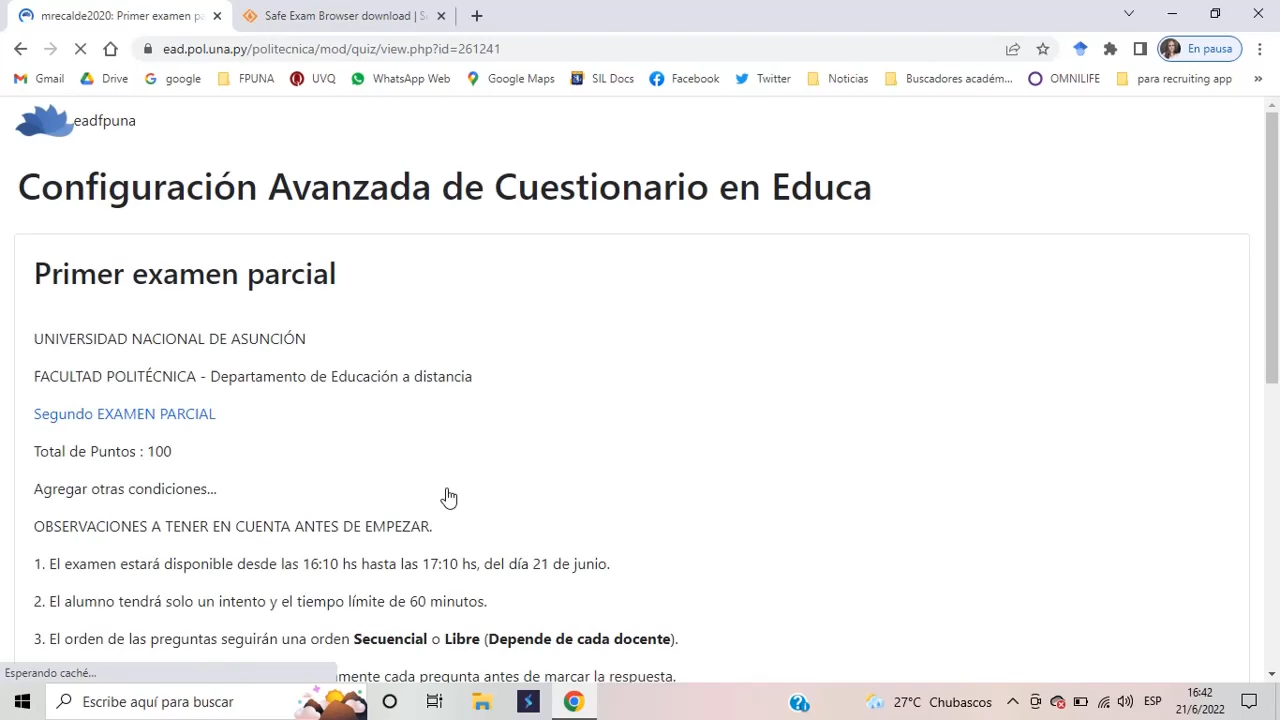 mrecalde2020: Primer examen pa
Safe Exam Browser download | S
ead.pol.una.py/politecnica/mod/quiz/view.php?id=261241
En pausa
Gmail
Drive
google
FPUNA
UVQ
WhatsApp Web
Google Maps
SIL Docs
Facebook
Twitter
Noticias
Buscadores académ...
OMNILIFE
para recruiting app
»
eadfpuna
Configuración Avanzada de Cuestionario en Educa
Primer examen parcial
UNIVERSIDAD NACIONAL DE ASUNCIÓN
FACULTAD POLITÉCNICA - Departamento de Educación a distancia
Segundo EXAMEN PARCIAL
Total de Puntos : 100
Agregar otras condiciones...
OBSERVACIONES A TENER EN CUENTA ANTES DE EMPEZAR.
1. El examen estará disponible desde las 16:10 hs hasta las 17:10 hs, del día 21 de junio.
2. El alumno tendrá solo un intento y el tiempo límite de 60 minutos.
3. El orden de las preguntas seguirán una orden Secuencial o Libre (Depende de cada docente).
mente cada pregunta antes de marcar la respuesta.
Esperando caché...
Escribe aquí para buscar
27°C Chubascos
ESP
16:42
21/6/2022